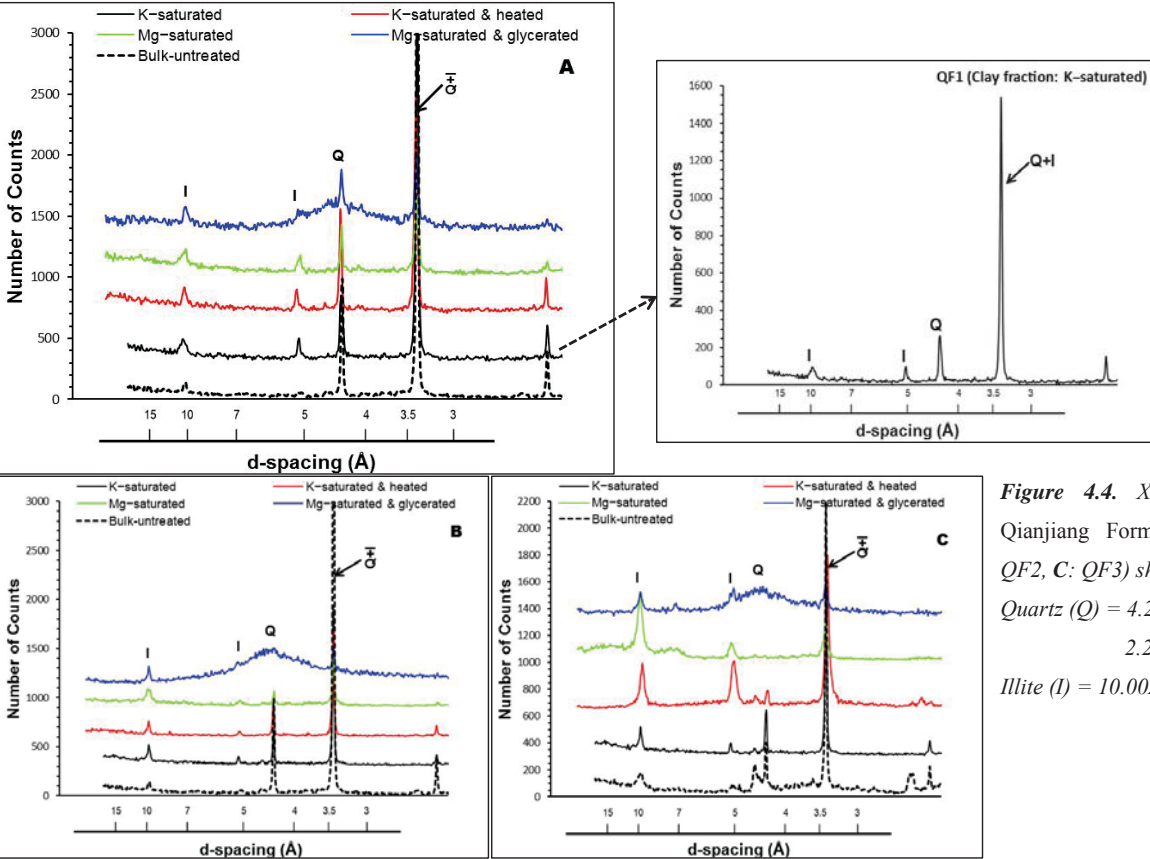 K−saturated
K−saturated & heated
Mg−saturated
Mg−saturated & glycerated
Bulk-untreated
A
3000
2500
2000
1500
1000
500
0
Number of Counts
I
I
Q
Q+I
15 10 7 5 4 3.5 3
d-spacing (Å)
QF1 (Clay fraction: K−saturated)
1600
1400
1200
1000
800
600
400
200
0
Number of Counts
I
I
Q
Q+I
15 10 7 5 4 3.5 3
d-spacing (Å)
K−saturated
K−saturated & heated
Mg−saturated
Mg−saturated & glycerated
Bulk-untreated
B
3000
2500
2000
1500
1000
500
0
Number of Counts
I
I
Q
Q+I
15 10 7 5 4 3.5 3
d-spacing (Å)
K−saturated
K−saturated & heated
Mg−saturated
Mg−saturated & glycerated
Bulk-untreated
C
2200
2000
1800
1600
1400
1200
1000
800
600
400
200
0
Number of Counts
I
I
Q
Q+I
15 10 7 5 4 3.5 3
d-spacing (Å)
Figure 4.4. X
Qianjiang Form
QF2, C: QF3) sh
Quartz (Q) = 4.2
2.2
Illite (I) = 10.00